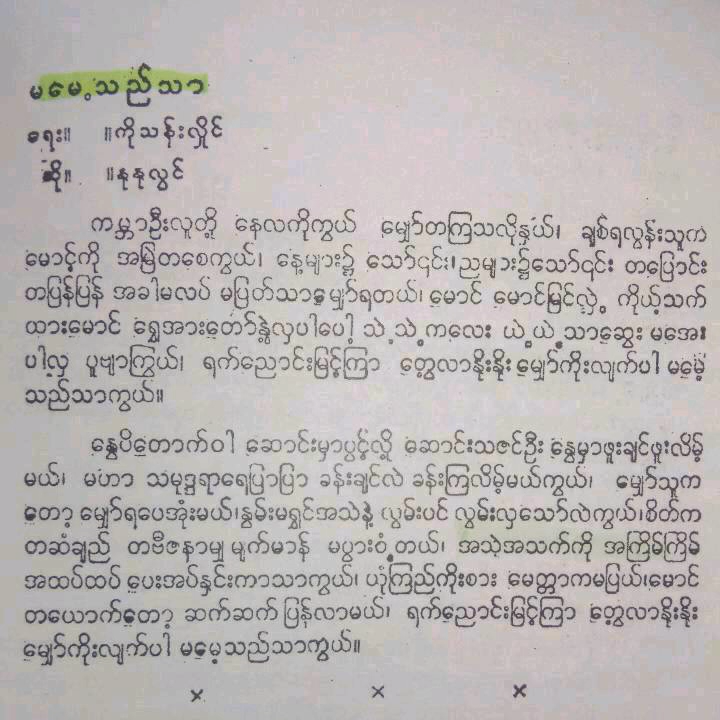 မမေ့သည်သာ
ရေး။ ။ကိုသန်းလှိုင်
ဆို။ ။နုနုလွင်
ကမ္ဘာဦးလူတို့ နေလကိုကွယ် မျှော်တကြသလိုနှယ်၊ ချစ်ရလွန်းသူက
မောင့်ကို အမြဲတစေကွယ်၊ နေ့များ၌ သော်၎င်း၊ညများ၌သော်၎င်း တပြောင်း
တပြန်ပြန် အခါမလပ် မပြတ်သာမျှော်ရတယ်၊ မောင် မောင်မြင်လှဲ့ ကိုယ့်သက်
ထားမောင် ရွှေအားတော်နွဲ့လှပါပေါ့ သဲ့သဲ့ကလေး ယဲ့ယဲ့သာဆွေး မအေး
ပါ့လှ ပူဗျာကြွယ်၊ ရက်ညောင်းမြင့်ကြာ တွေ့လာနိုးနိုး မျှော်ကိုးလျက်ပါ မမေ့
သည်သာကွယ်။
နွေပိတောက်ဝါ ဆောင်းမှာပွင့်လို့ ဆောင်းသဇင်ဦး နွေမှာဖူးချင်ဖူးလိမ့်
မယ်၊ မဟာ သမုဒ္ဒရာရေပြာပြာ ခန်းချင်လဲ ခန်းကြလိမ့်မယ်ကွယ်၊ မျှော်သူက
တော့ မျှော်ရပေအုံးမယ်၊နွမ်းမရွှင်အသဲနဲ့ ယွမ်းပင် လွမ်းလှသော်လဲကွယ်၊စိတ်က
တဆံချည် တဗီဇနာမျှ မျက်မာန် မပွားဝံ့တယ်၊ အသဲ့အသက်ကို အကြိမ်ကြိမ်
အထပ်ထပ် ပေးအပ်နှင်းကာသာကွယ်၊ ယုံကြည်ကိုးစား မေတ္တာကမပြယ်၊မောင်
တယောက်တော့ ဆက်ဆက် ပြန်လာမယ်၊ ရက်ညောင်းမြင့်ကြာ တွေ့လာနိုးနိုး
မျှော်ကိုးလျက်ပါ မမေ့သည်သာကွယ်။
× × ×